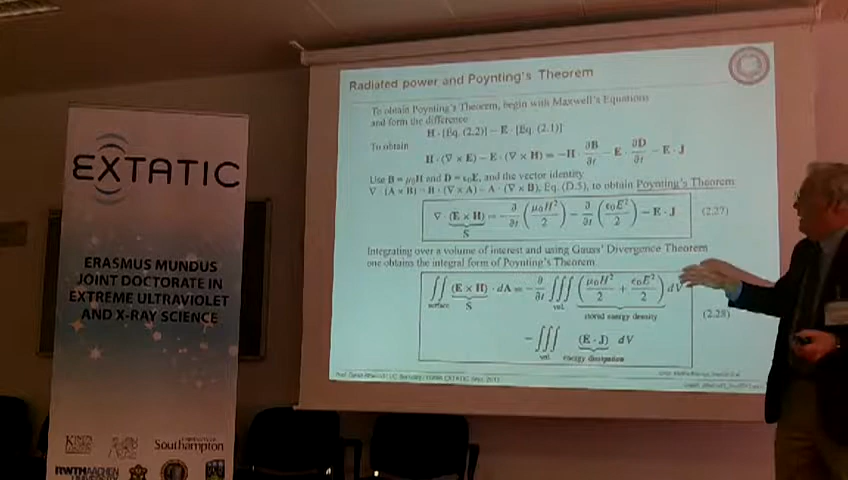 EXTATIC
ERASMUS MUNDUS
JOINT DOCTORATE IN
EXTREME ULTRAVIOLET
AND X-RAY SCIENCE
Southampton
RWTHAACHEN
UNIVERSITY
Radiated power and Poynting's Theorem
To obtain Poynting's Theorem, begin with Maxwell's Equations
and form the difference
H · [Eq. (2.2)] − E · [Eq. (2.1)]
To obtain
H · (∇ × E) − E · (∇ × H) = −H · ∂B/∂t − E · ∂D/∂t − E · J
Use B = μ₀H and D = ε₀E, and the vector identity
∇ · (A × B) = B · (∇ × A) − A · (∇ × B), Eq. (D.5), to obtain Poynting's Theorem
∇ · (E × H) = −∂/∂t (μ₀H²/2) − ∂/∂t (ε₀E²/2) − E · J (2.27)
S
Integrating over a volume of interest and using Gauss' Divergence Theorem
one obtains the integral form of Poynting's Theorem
∬ (E × H) · dA = −∂/∂t ∭ (μ₀H²/2 + ε₀E²/2) dV
surface S vol. stored energy density
(2.28)
− ∭ (E · J) dV
vol. energy dissipation